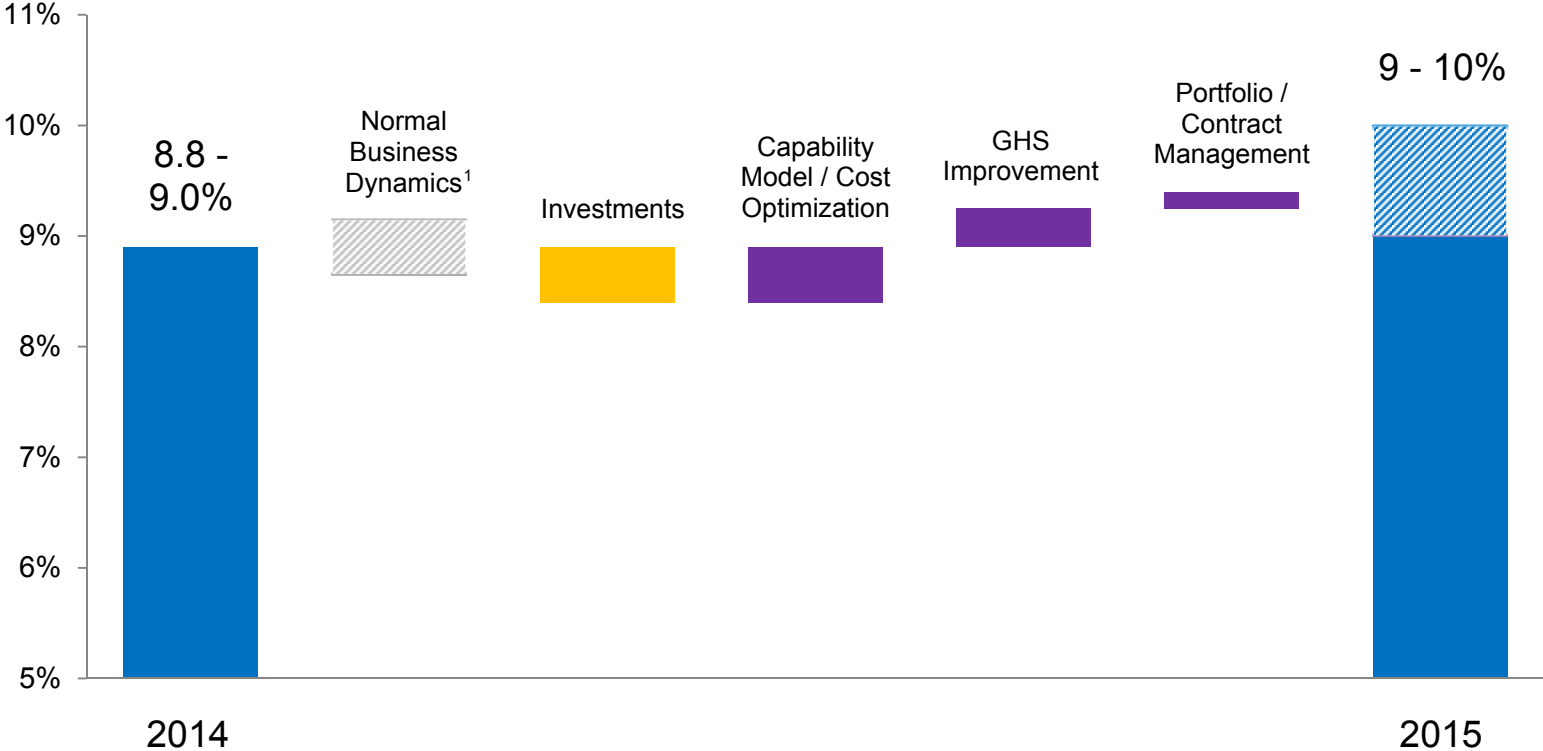 11%
10%
9%
8%
7%
6%
5%
8.8 -
9.0%
Normal
Business
Dynamics¹
Investments
Capability
Model / Cost
Optimization
GHS
Improvement
Portfolio /
Contract
Management
9 - 10%
2014
2015